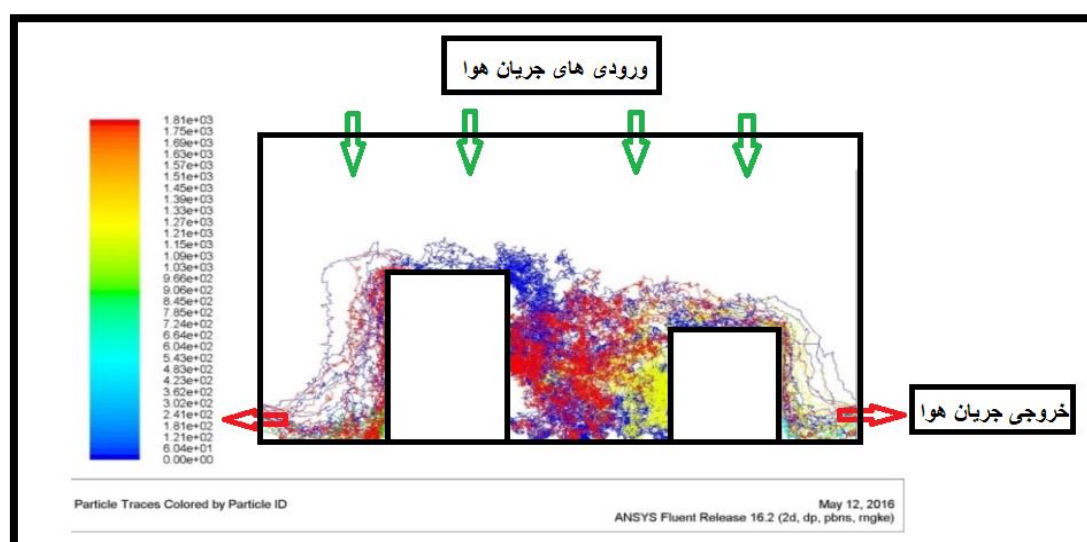 ورودی های جریان هوا
1.81e+03
1.75e+03
1.69e+03
1.63e+03
1.57e+03
1.51e+03
1.45e+03
1.39e+03
1.33e+03
1.27e+03
1.21e+03
1.15e+03
1.09e+03
1.03e+03
9.66e+02
9.06e+02
8.45e+02
7.85e+02
7.24e+02
6.64e+02
6.04e+02
5.43e+02
4.83e+02
4.23e+02
3.62e+02
3.02e+02
2.41e+02
1.81e+02
1.21e+02
6.04e+01
0.00e+00
خروجی جریان هوا
Particle Traces Colored by Particle ID
May 12, 2016
ANSYS Fluent Release 16.2 (2d, dp, pbns, rngke)